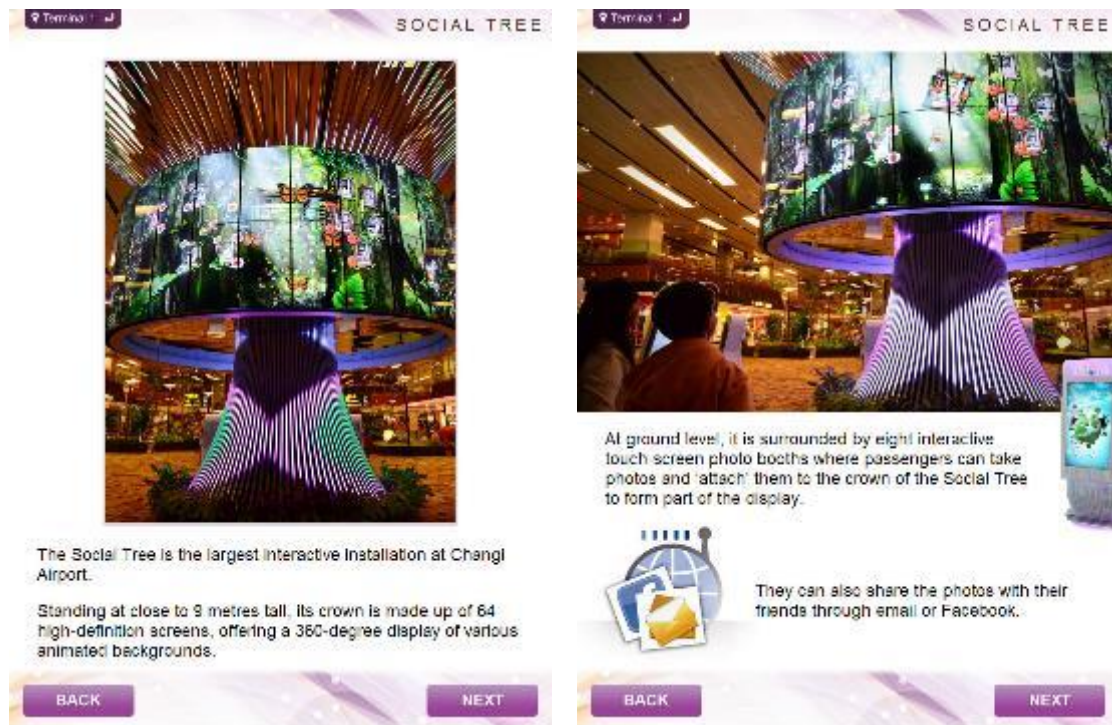 Terminal 1
SOCIAL TREE
The Social Tree is the largest interactive installation at Changi
Airport.
Standing at close to 9 metres tall, its crown is made up of 64
high-definition screens, offering a 360-degree display of various
animated backgrounds.
BACK
NEXT
Terminal 1
SOCIAL TREE
At ground level, it is surrounded by eight interactive
touch screen photo booths where passengers can take
photos and 'attach' them to the crown of the Social Tree
to form part of the display.
They can also share the photos with their
friends through email or Facebook.
BACK
NEXT